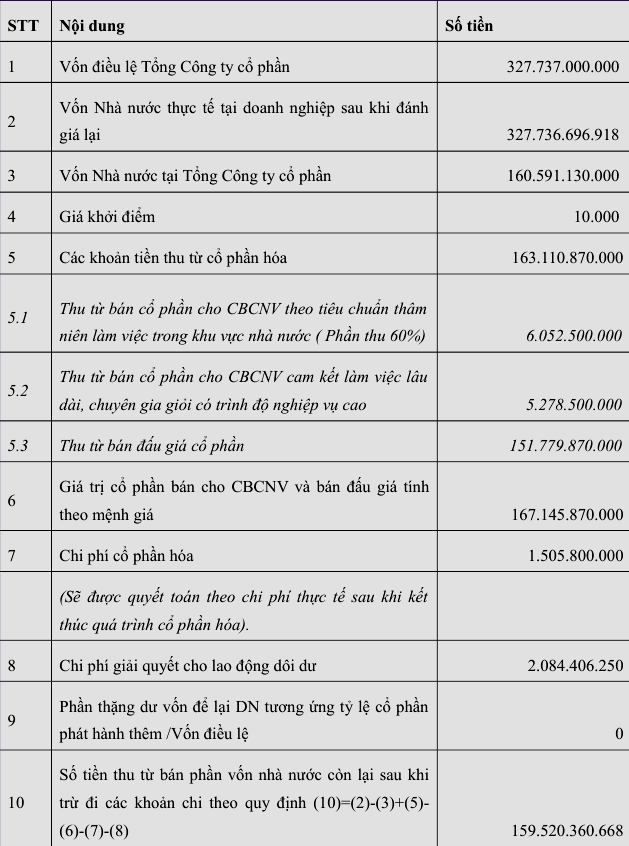 STT Nội dung Số tiền
1 Vốn điều lệ Tổng Công ty cổ phần 327.737.000.000
Vốn Nhà nước thực tế tại doanh nghiệp sau khi đánh
2 giá lại 327.736.696.918
3 Vốn Nhà nước tại Tổng Công ty cổ phần 160.591.130.000
4 Giá khởi điểm 10.000
5 Các khoản tiền thu từ cổ phần hóa 163.110.870.000
5.1 Thu từ bán cổ phần cho CBCNV theo tiêu chuẩn thâm
niên làm việc trong khu vực nhà nước ( Phần thu 60%) 6.052.500.000
5.2 Thu từ bán cổ phần cho CBCNV cam kết làm việc lâu
dài, chuyên gia giỏi có trình độ nghiệp vụ cao 5.278.500.000
5.3 Thu từ bán đấu giá cổ phần 151.779.870.000
6 Giá trị cổ phần bán cho CBCNV và bán đấu giá tính
theo mệnh giá 167.145.870.000
7 Chi phí cổ phần hóa 1.505.800.000
(Sẽ được quyết toán theo chi phí thực tế sau khi kết
thúc quá trình cổ phần hóa).
8 Chi phí giải quyết cho lao động dôi dư 2.084.406.250
9 Phần thặng dư vốn để lại DN tương ứng tỷ lệ cổ phần
phát hành thêm /Vốn điều lệ 0
Số tiền thu từ bán phần vốn nhà nước còn lại sau khi
10 trừ đi các khoản chi theo quy định (10)=(2)-(3)+(5)-
(6)-(7)-(8) 159.520.360.668